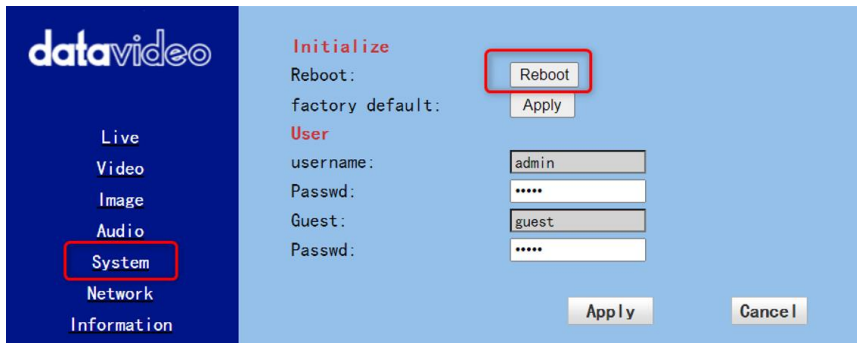 datavideo
Live
Video
Image
Audio
System
Network
Information
Initialize
Reboot: Reboot
factory default: Apply
User
username: admin
Passwd: •••••
Guest: guest
Passwd: •••••
Apply Cancel